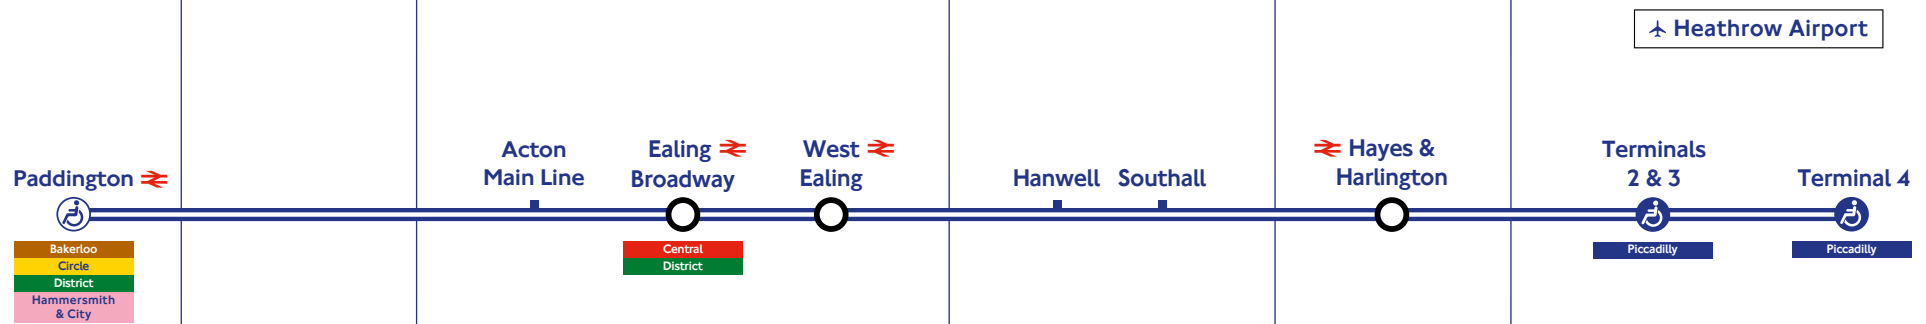 Heathrow Airport
Paddington
Acton
Main Line
Ealing
Broadway
West
Ealing
Hanwell
Southall
Hayes &
Harlington
Terminals
2 & 3
Terminal 4
Bakerloo
Circle
District
Hammersmith
& City
Central
District
Piccadilly
Piccadilly